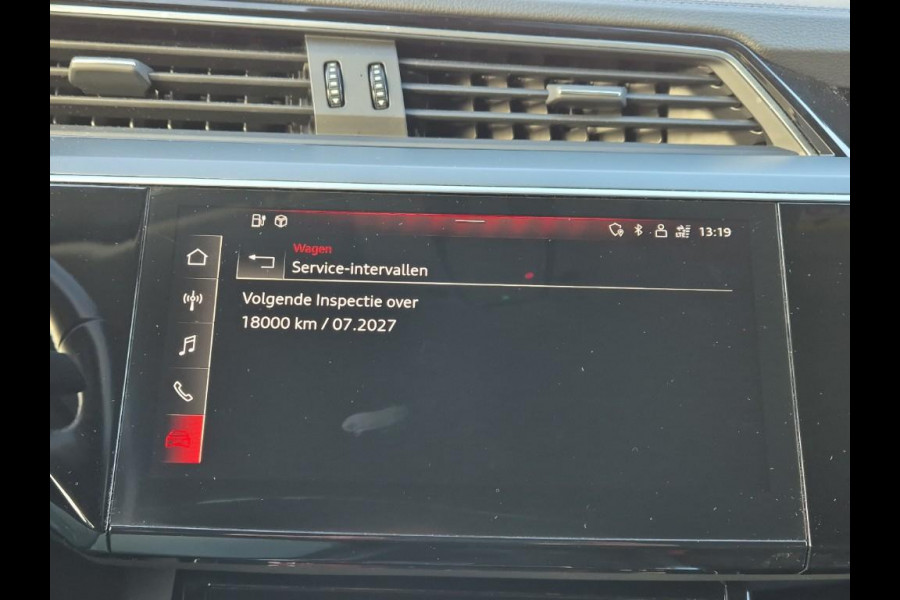 13:19
Wagen
Service-intervallen
Volgende Inspectie over
18000 km / 07.2027